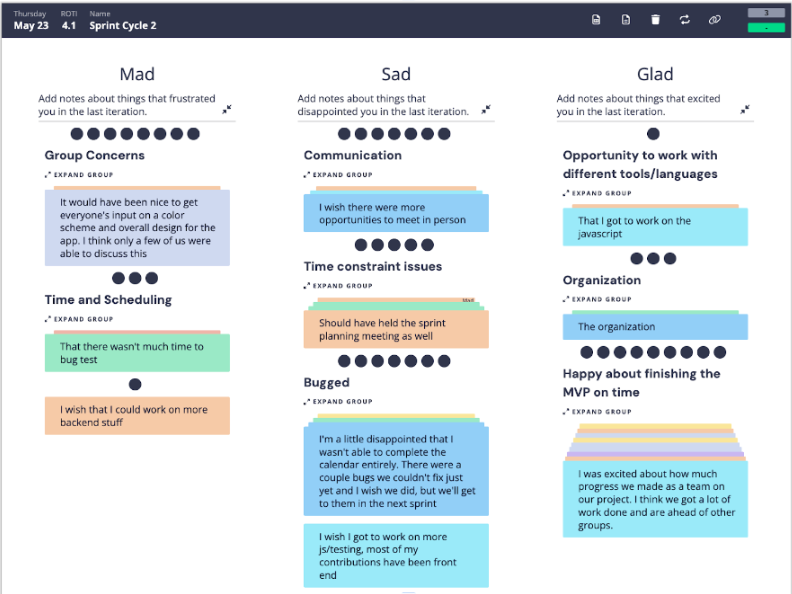 Thursday ROTI Name
May 23 4.1 Sprint Cycle 2
3
Mad
Add notes about things that frustrated
you in the last iteration.
Group Concerns
EXPAND GROUP
It would have been nice to get
everyone's input on a color
scheme and overall design for the
app. I think only a few of us were
able to discuss this
Time and Scheduling
EXPAND GROUP
That there wasn't much time to
bug test
I wish that I could work on more
backend stuff
Sad
Add notes about things that
disappointed you in the last iteration.
Communication
EXPAND GROUP
I wish there were more
opportunities to meet in person
Time constraint issues
EXPAND GROUP
Mad
Should have held the sprint
planning meeting as well
Bugged
EXPAND GROUP
I'm a little disappointed that I
wasn't able to complete the
calendar entirely. There were a
couple bugs we couldn't fix just
yet and I wish we did, but we'll get
to them in the next sprint
I wish I got to work on more
js/testing, most of my
contributions have been front
end
Glad
Add notes about things that excited
you in the last iteration.
Opportunity to work with
different tools/languages
EXPAND GROUP
That I got to work on the
javascript
Organization
EXPAND GROUP
The organization
Happy about finishing the
MVP on time
EXPAND GROUP
I was excited about how much
progress we made as a team on
our project. I think we got a lot of
work done and are ahead of other
groups.